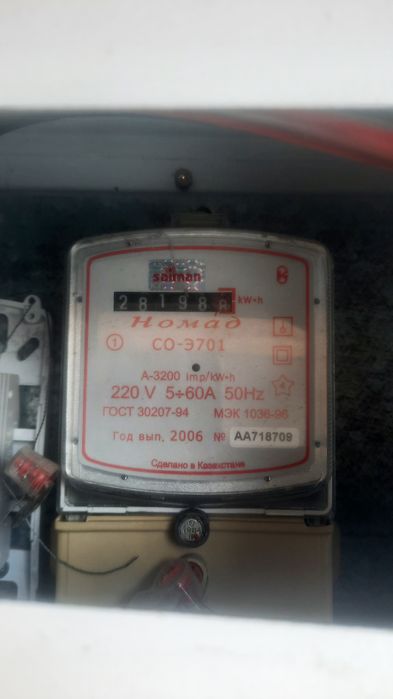 saiman
28198 kW•h
Номад
1 СО-Э701
А-3200 imp/kW•h
220 V 5÷60A 50Hz
ГОСТ 30207-94 МЭК 1036-96
Год вып. 2006 № AA718709
Сделано в Казахстане